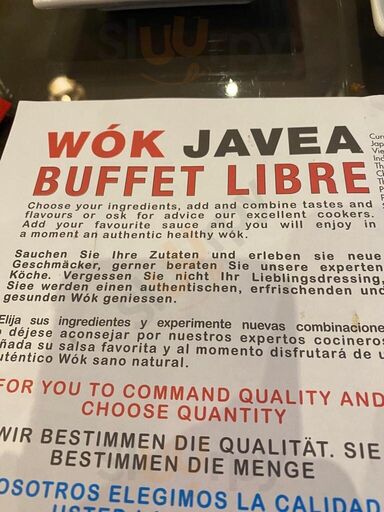 WÓK JAVEA
BUFFET LIBRE
Choose your ingredients, add and combine tastes and
flavours or osk for advice our excellent cookers.
Add your favourite sauce and you will enjoy in
a moment an authentic healthy wók.
Sauchen Sie Ihre Zutaten und erleben sie neue
Geschmäcker, gerner beraten Sie unsere experten
Köche. Vergessen Sie nicht Ihr Lieblingsdressing,
Siee werden einen authentischen, erfrischenden und
gesunden Wók geniessen.
Elija sus ingredientes y experimente nuevas combinaciones
déjese aconsejar por nuestros expertos cocineros
ñada su salsa favorita y al momento disfrutará de u
uténtico Wók sano natural.
FOR YOU TO COMMAND QUALITY AND
CHOOSE QUANTITY
WIR BESTIMMEN DIE QUALITÄT. SIE
BESTIMMEN DIE MENGE
OSOTROS ELEGIMOS LA CALIDAD